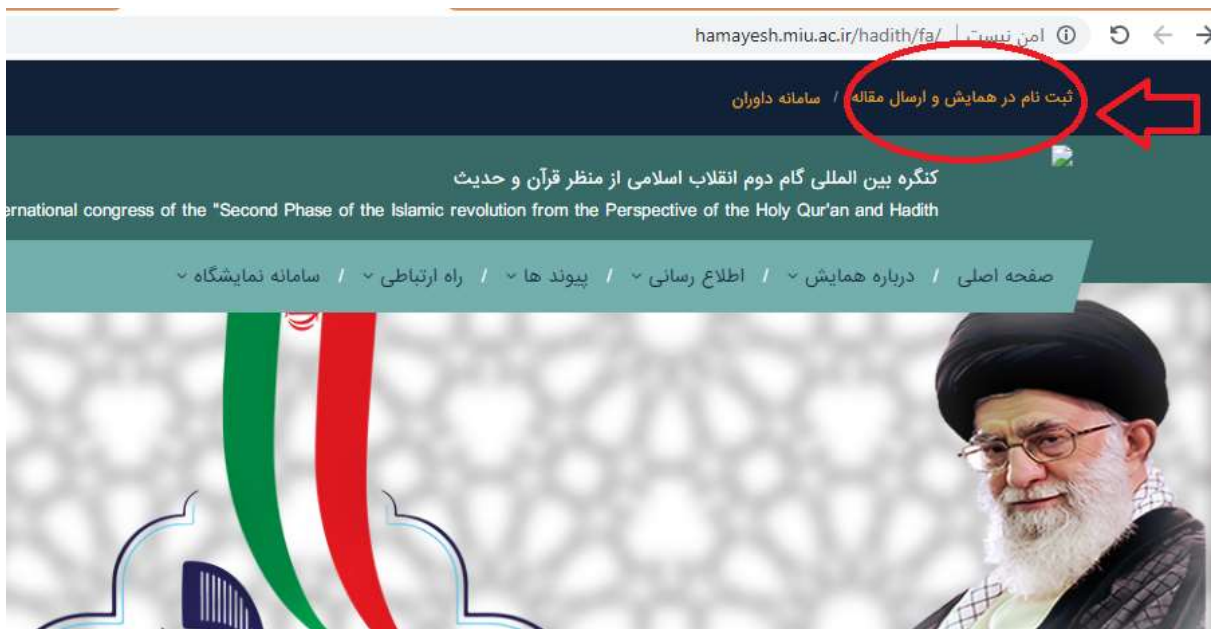 hamayesh.miu.ac.ir/hadith/fa/ | امن نیست
ثبت نام در همایش و ارسال مقاله / سامانه داوران
کنگره بین المللی گام دوم انقلاب اسلامی از منظر قرآن و حدیث
ernational congress of the "Second Phase of the Islamic revolution from the Perspective of the Holy Qur'an and Hadith
صفحه اصلی / درباره همایش / اطلاع رسانی / پیوند ها / راه ارتباطی / سامانه نمایشگاه